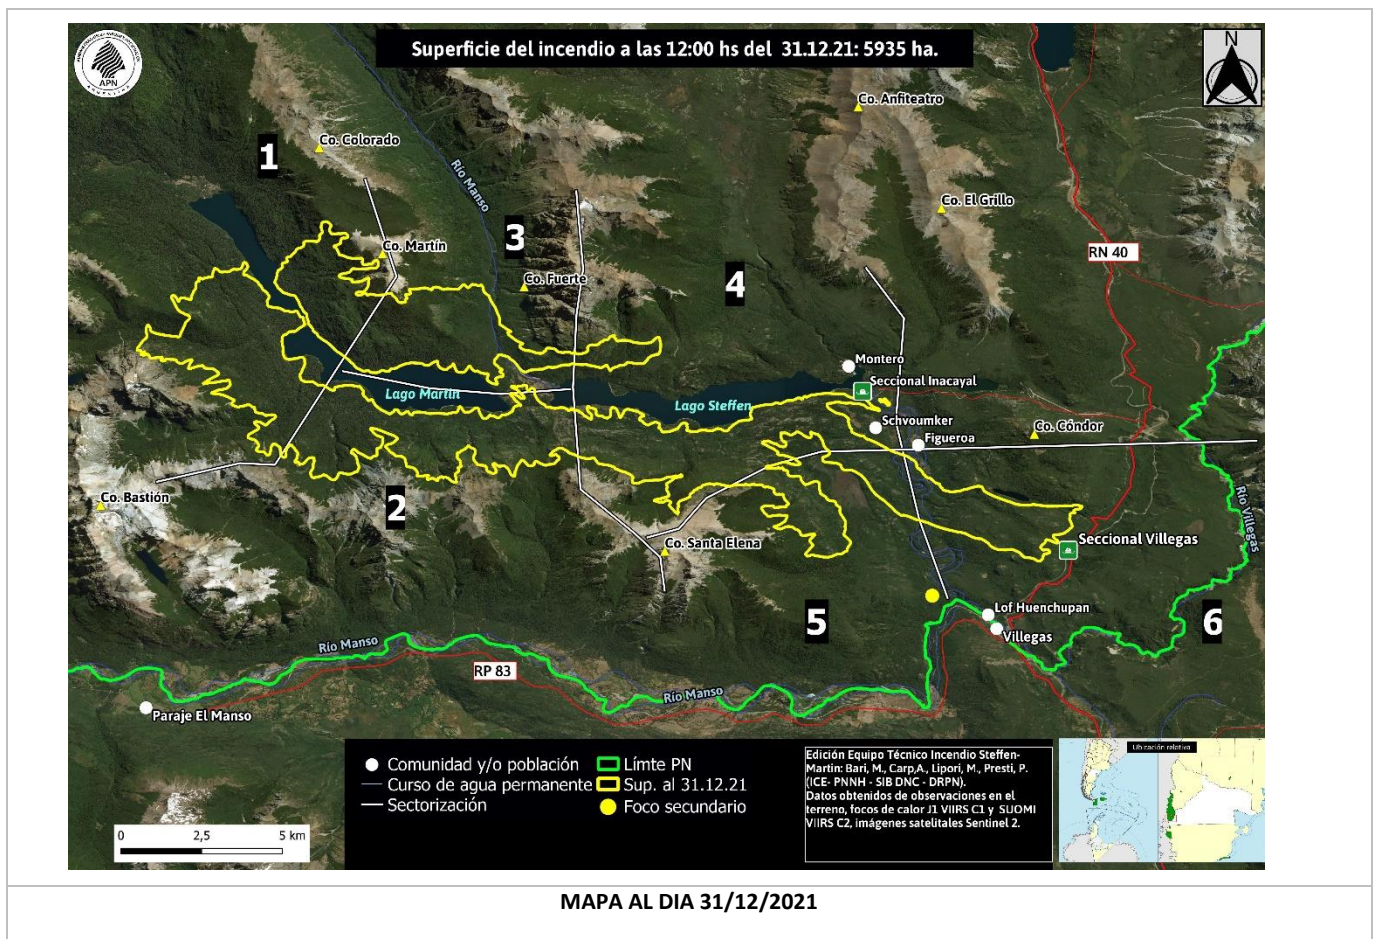 Superficie del incendio a las 12:00 hs del 31.12.21: 5935 ha.
APN
ARGENTINA
N
Co. Anfiteatro
Co. Colorado
1
Río Manso
Co. El Grillo
3
Co. Martín
RN 40
Co. Fuerte
4
Montero
Seccional Inacayal
Lago Martin
Lago Steffen
Schvoumker
Figueroa
Co. Cóndor
Co. Bastión
2
Río Villegas
Co. Santa Elena
Seccional Villegas
Lof Huenchupan
5
6
Villegas
Río Manso
RP 83
Río Manso
Paraje El Manso
Comunidad y/o población
Curso de agua permanente
Sectorización
Límte PN
Sup. al 31.12.21
Foco secundario
Edición Equipo Técnico Incendio Steffen-
Martin: Bari, M., Carp,A., Lipori, M., Presti, P.
(ICE- PNNH - SIB DNC - DRPN).
Datos obtenidos de observaciones en el
terreno, focos de calor J1 VIIRS C1 y SUOMI
VIIRS C2, imágenes satelitales Sentinel 2.
Ubicación relativa
0 2,5 5 km
MAPA AL DIA 31/12/2021